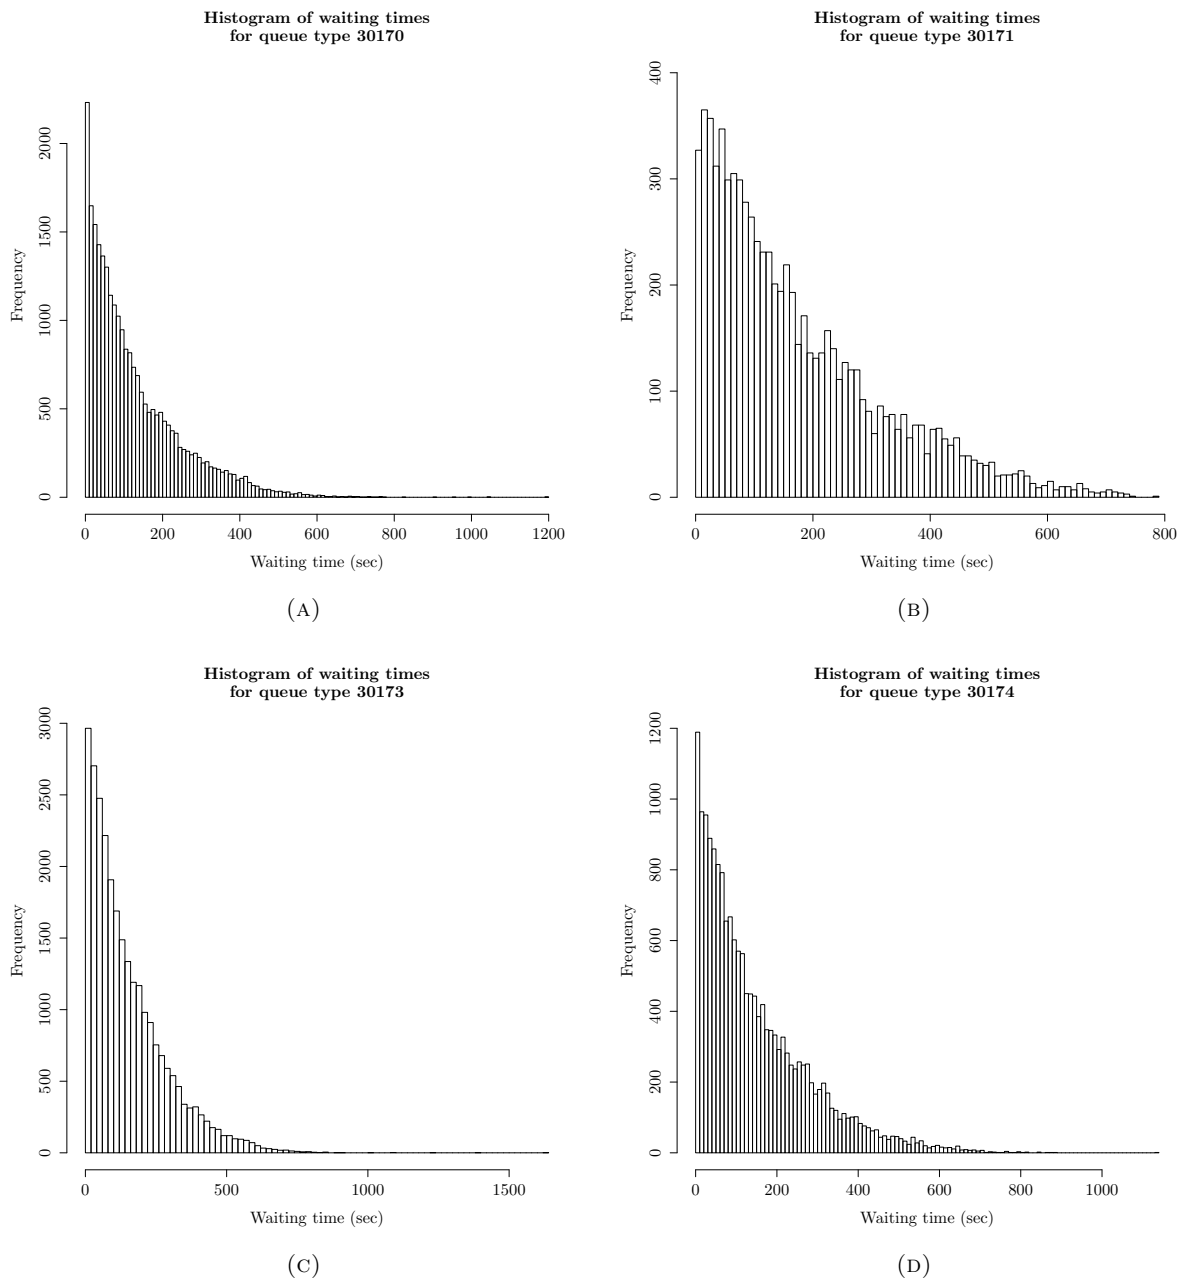 Histogram of waiting times
for queue type 30170
Frequency
0
500
1000
1500
2000
0 200 400 600 800 1000 1200
Waiting time (sec)
(A)
Histogram of waiting times
for queue type 30171
Frequency
0
100
200
300
400
0 200 400 600 800
Waiting time (sec)
(B)
Histogram of waiting times
for queue type 30173
Frequency
0
500
1000
1500
2000
2500
3000
0 500 1000 1500
Waiting time (sec)
(C)
Histogram of waiting times
for queue type 30174
Frequency
0
200
400
600
800
1000
1200
0 200 400 600 800 1000
Waiting time (sec)
(D)